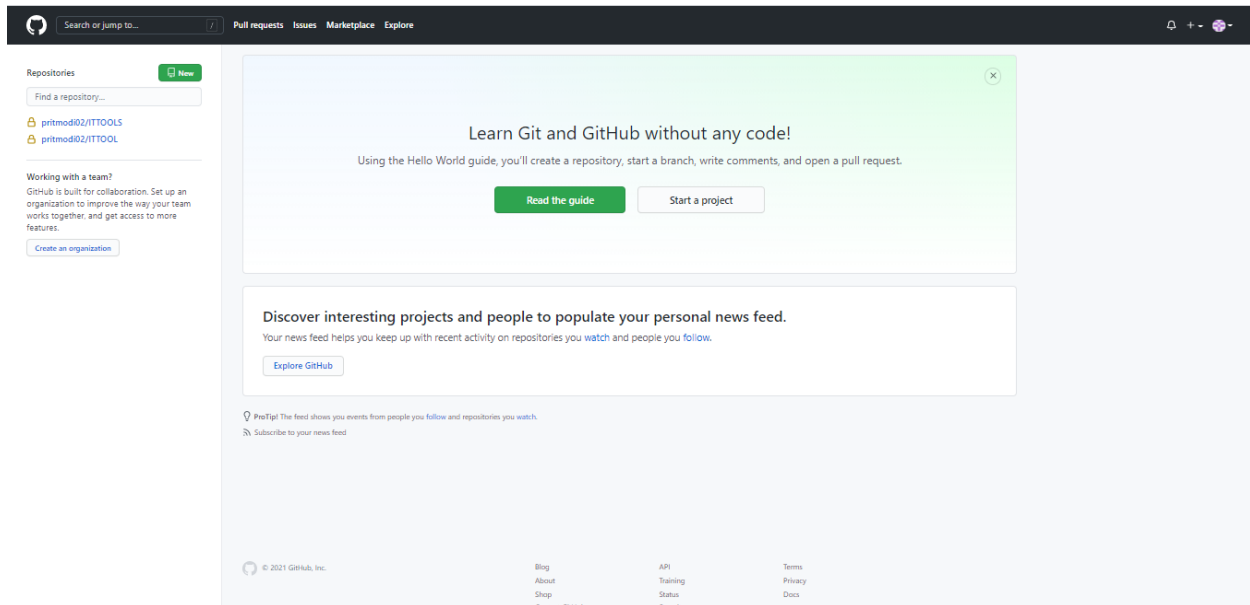 Search or jump to... /
Pull requests Issues Marketplace Explore
Repositories
New
Find a repository...
pritmodi02/ITTOOLS
pritmodi02/ITTOOL
Working with a team?
GitHub is built for collaboration. Set up an
organization to improve the way your team
works together, and get access to more
features.
Create an organization
Learn Git and GitHub without any code!
Using the Hello World guide, you'll create a repository, start a branch, write comments, and open a pull request.
Read the guide
Start a project
Discover interesting projects and people to populate your personal news feed.
Your news feed helps you keep up with recent activity on repositories you watch and people you follow.
Explore GitHub
ProTip! The feed shows you events from people you follow and repositories you watch.
Subscribe to your news feed
© 2021 GitHub, Inc.
Blog API Terms
About Training Privacy
Shop Status Docs